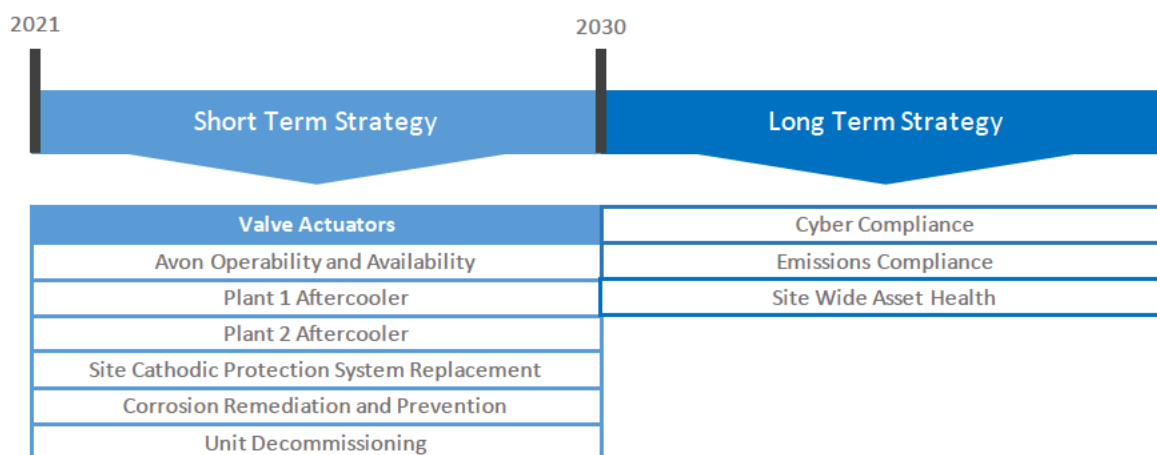 2021
2030
Short Term Strategy
Long Term Strategy
Valve Actuators
Avon Operability and Availability
Plant 1 Aftercooler
Plant 2 Aftercooler
Site Cathodic Protection System Replacement
Corrosion Remediation and Prevention
Unit Decommissioning
Cyber Compliance
Emissions Compliance
Site Wide Asset Health